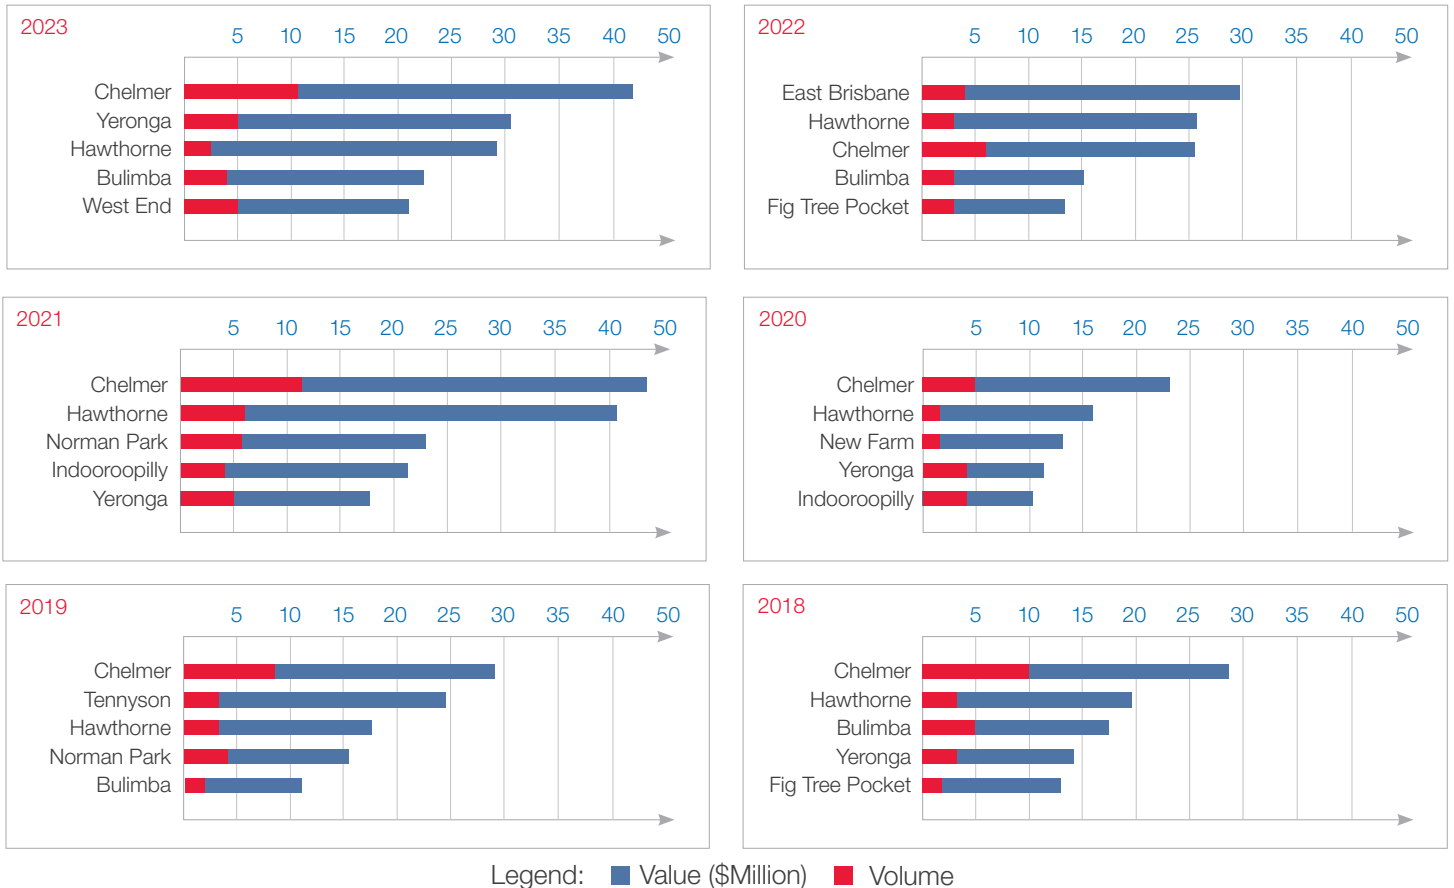 2023
5 10 15 20 25 30 35 40 50
Chelmer
Yeronga
Hawthorne
Bulimba
West End
2022
5 10 15 20 25 30 35 40 50
East Brisbane
Hawthorne
Chelmer
Bulimba
Fig Tree Pocket
2021
5 10 15 20 25 30 35 40 50
Chelmer
Hawthorne
Norman Park
Indooroopilly
Yeronga
2020
5 10 15 20 25 30 35 40 50
Chelmer
Hawthorne
New Farm
Yeronga
Indooroopilly
2019
5 10 15 20 25 30 35 40 50
Chelmer
Tennyson
Hawthorne
Norman Park
Bulimba
2018
5 10 15 20 25 30 35 40 50
Chelmer
Hawthorne
Bulimba
Yeronga
Fig Tree Pocket
Legend: Value ($Million) Volume